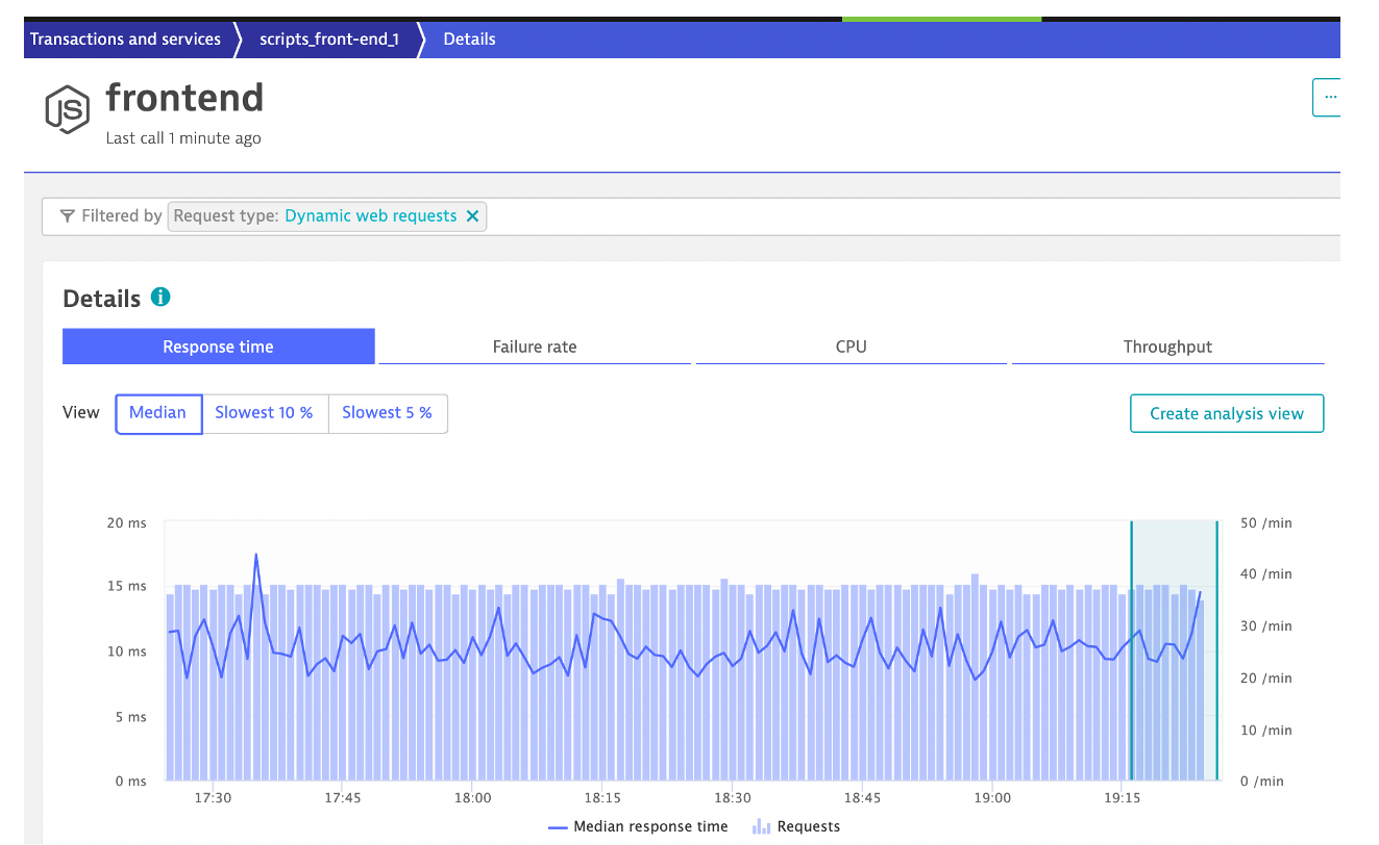 Transactions and services scripts_front-end_1 Details
JS
frontend
Last call 1 minute ago
...
Filtered by Request type: Dynamic web requests ✕
Details i
Response time Failure rate CPU Throughput
View Median Slowest 10 % Slowest 5 % Create analysis view
20 ms 50 /min
40 /min
15 ms
30 /min
10 ms
20 /min
5 ms
10 /min
0 ms 0 /min
17:30 17:45 18:00 18:15 18:30 18:45 19:00 19:15
Median response time Requests